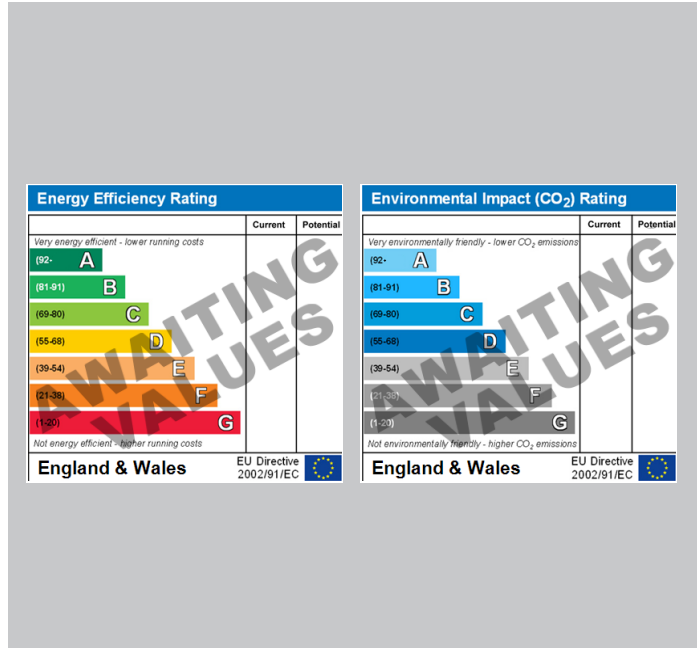 Energy Efficiency Rating
Current Potential
Very energy efficient - lower running costs
(92- A
(81-91) B
(69-80) C
(55-68) D
(39-54) E
(21-38) F
(1-20) G
Not energy efficient - higher running costs
England & Wales
EU Directive
2002/91/EC
AWAITING
VALUES
Environmental Impact (CO2) Rating
Current Potential
Very environmentally friendly - lower CO2 emissions
(92- A
(81-91) B
(69-80) C
(55-68) D
(39-54) E
(21-38) F
(1-20) G
Not environmentally friendly - higher CO2 emissions
England & Wales
EU Directive
2002/91/EC
AWAITING
VALUES